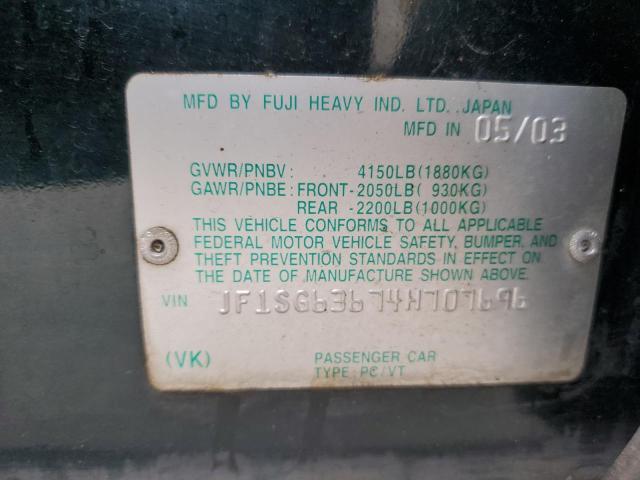 MFD BY FUJI HEAVY IND. LTD. JAPAN
MFD IN 05/03
GVWR/PNBV: 4150LB(1880KG)
GAWR/PNBE: FRONT-2050LB( 930KG)
REAR -2200LB(1000KG)
THIS VEHICLE CONFORMS TO ALL APPLICABLE
FEDERAL MOTOR VEHICLE SAFETY, BUMPER, AND
THEFT PREVENTION STANDARDS IN EFFECT ON
THE DATE OF MANUFACTURE SHOWN ABOVE.
VIN JF1SG63674H707696
(VK) PASSENGER CAR
TYPE PC/VT